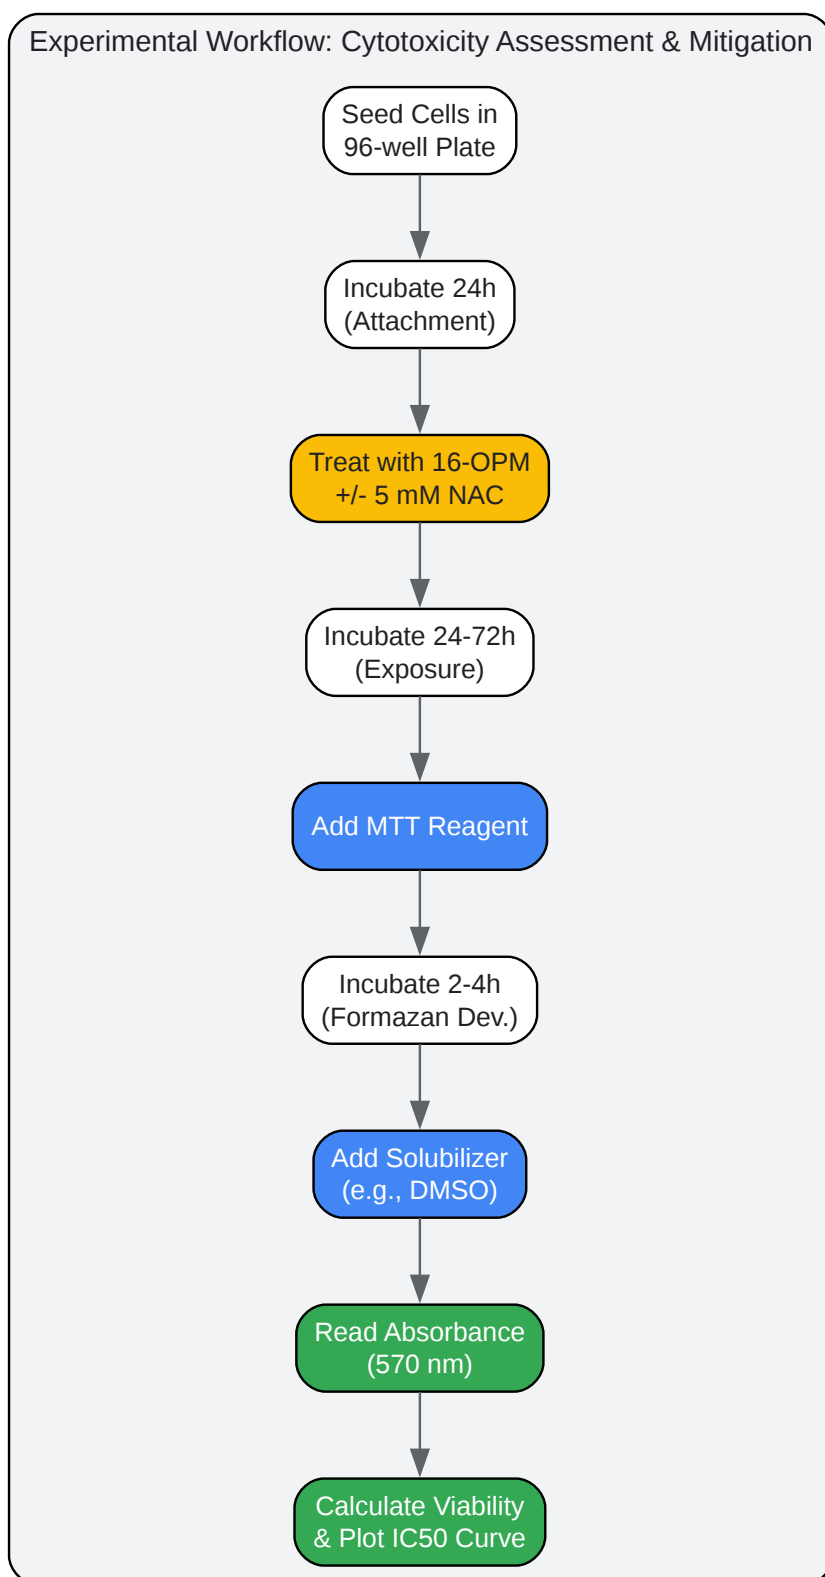 Experimental Workflow: Cytotoxicity Assessment & Mitigation
Seed Cells in
96-well Plate
Incubate 24h
(Attachment)
Treat with 16-OPM
+/- 5 mM NAC
Incubate 24-72h
(Exposure)
Add MTT Reagent
Incubate 2-4h
(Formazan Dev.)
Add Solubilizer
(e.g., DMSO)
Read Absorbance
(570 nm)
Calculate Viability
& Plot IC50 Curve